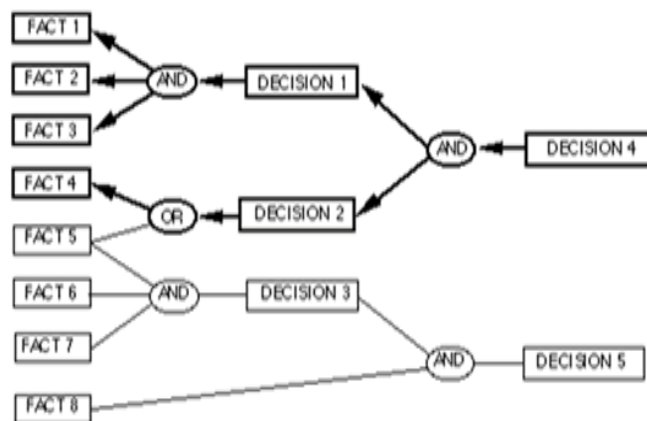 FACT 1
FACT 2
AND
DECISION 1
FACT 3
AND
DECISION 4
FACT 4
OR
DECISION 2
FACT 5
FACT 6
AND
DECISION 3
FACT 7
AND
DECISION 5
FACT 8